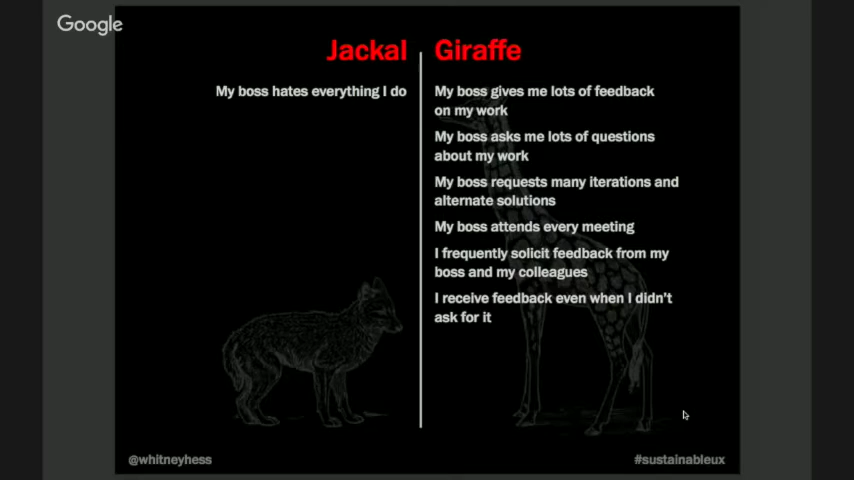 Google
Jackal
Giraffe
My boss hates everything I do
My boss gives me lots of feedback
on my work
My boss asks me lots of questions
about my work
My boss requests many iterations and
alternate solutions
My boss attends every meeting
I frequently solicit feedback from my
boss and my colleagues
I receive feedback even when I didn't
ask for it
@whitneyhess
#sustainableux